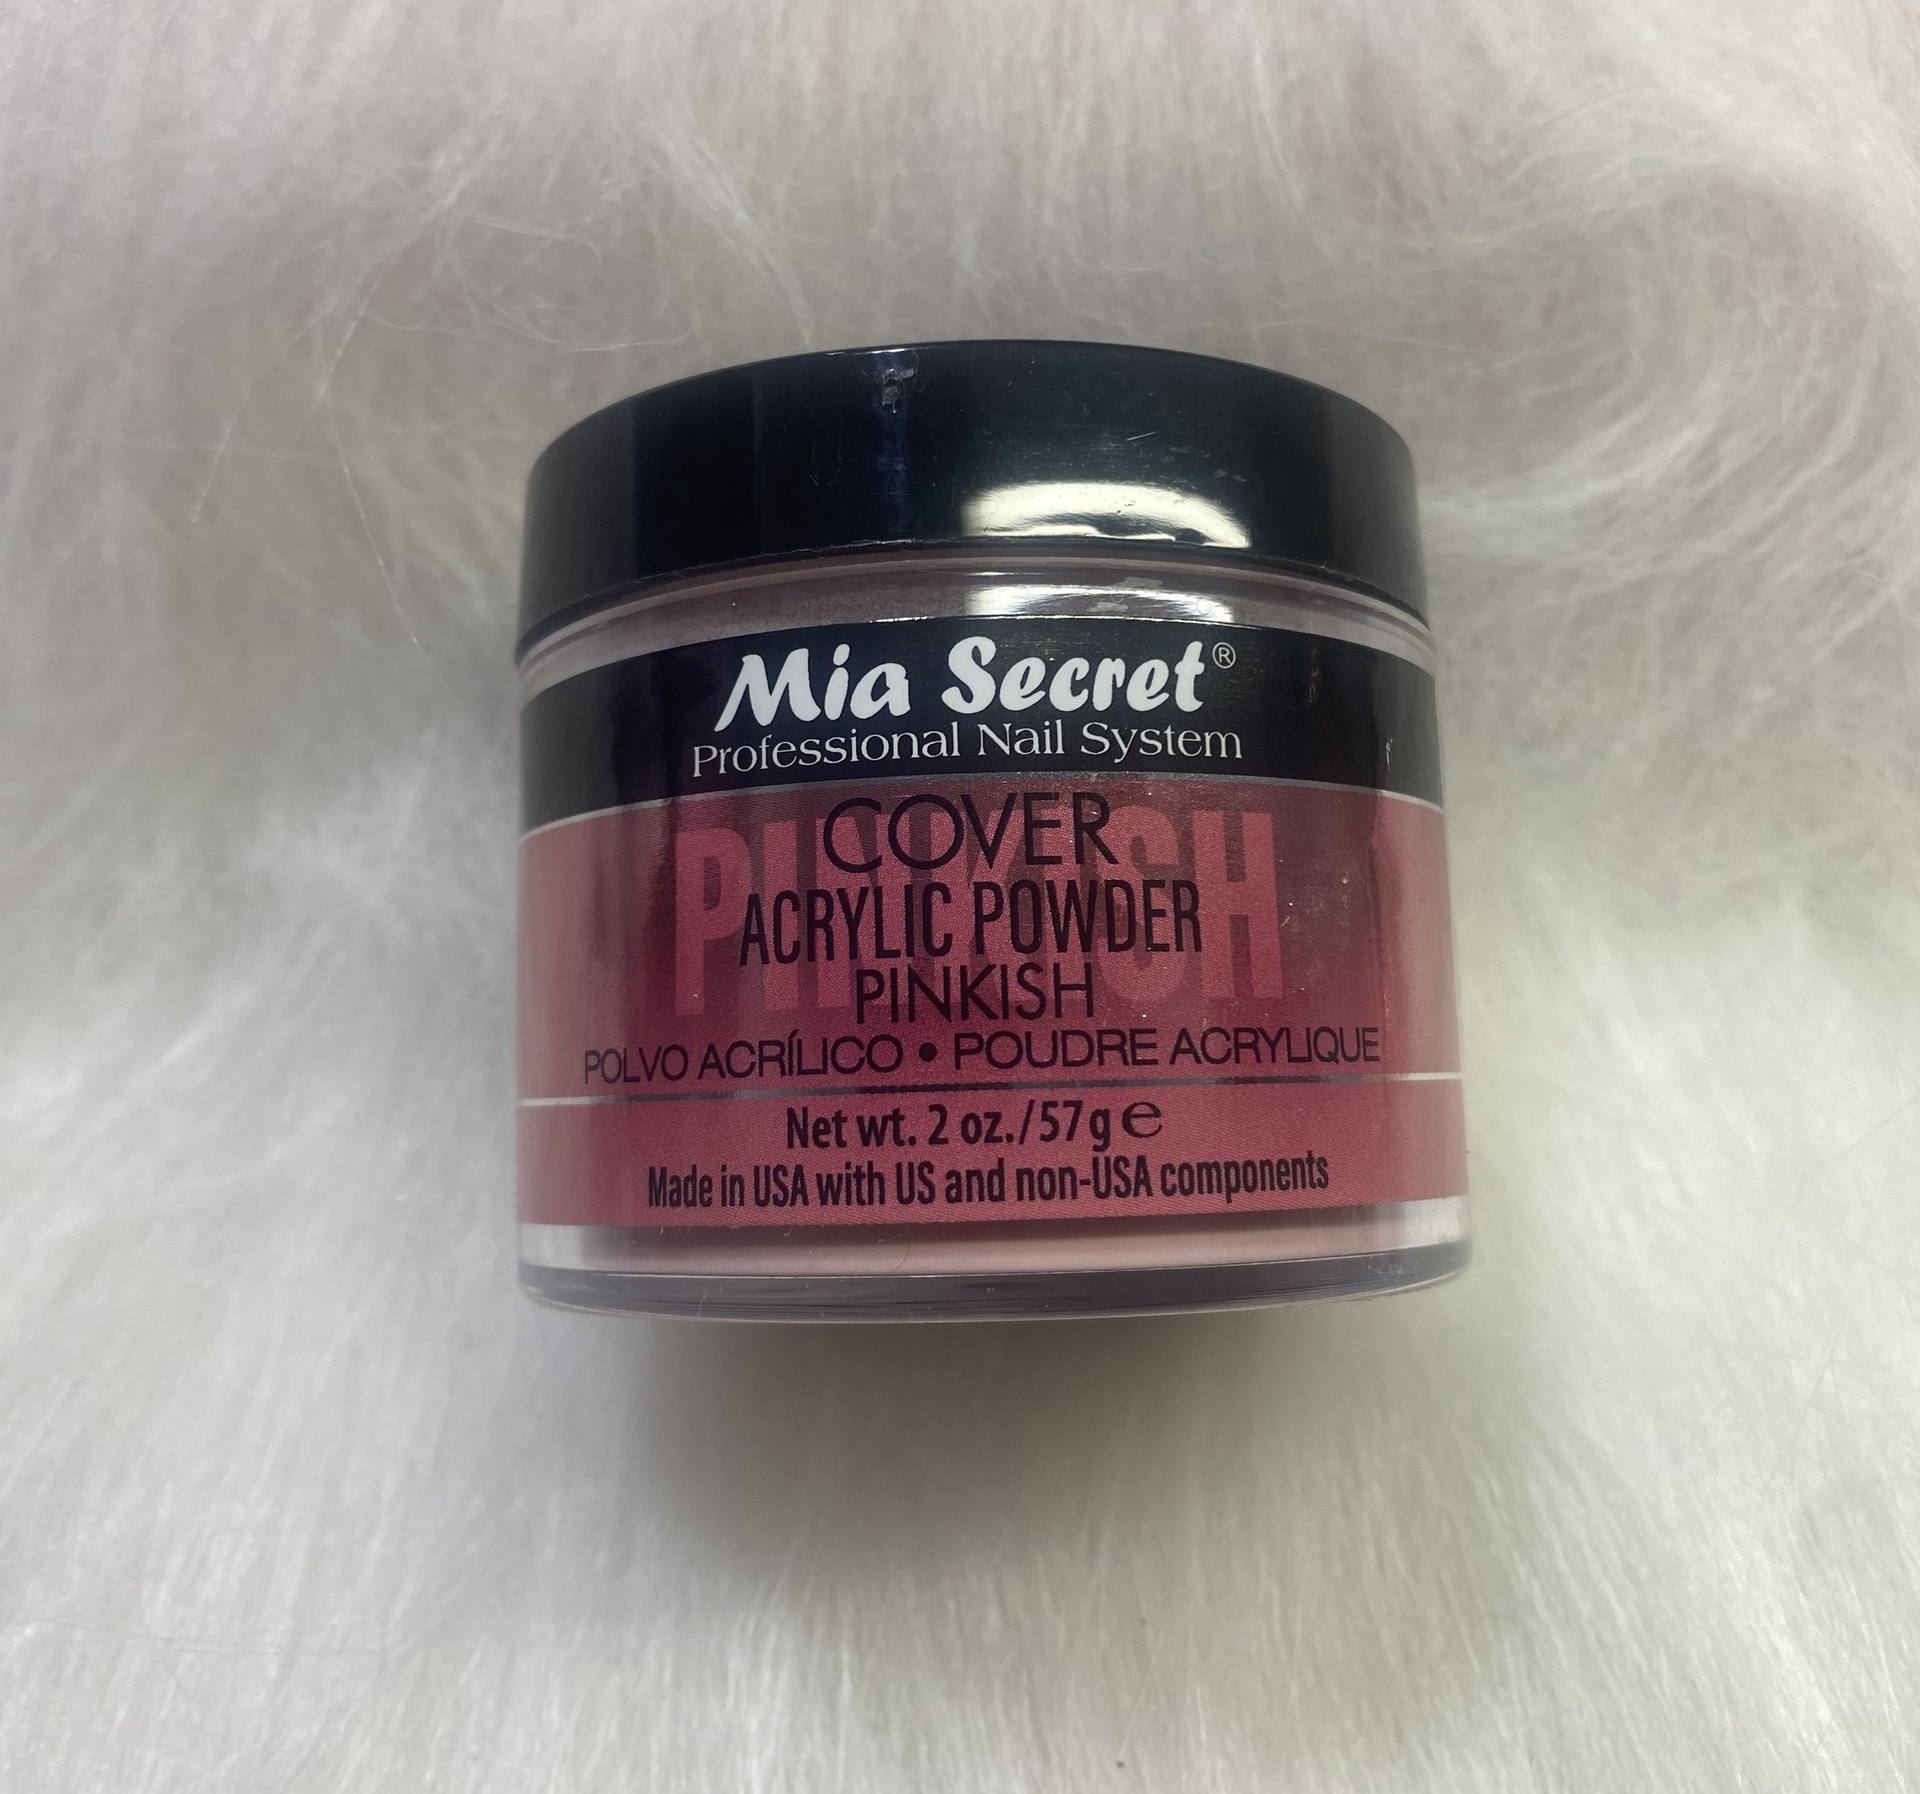 Mia Secret®
Professional Nail System
PINKISH
COVER
ACRYLIC POWDER
PINKISH
POLVO ACRÍLICO • POUDRE ACRYLIQUE
Net wt. 2 oz./57g ℮
Made in USA with US and non-USA components